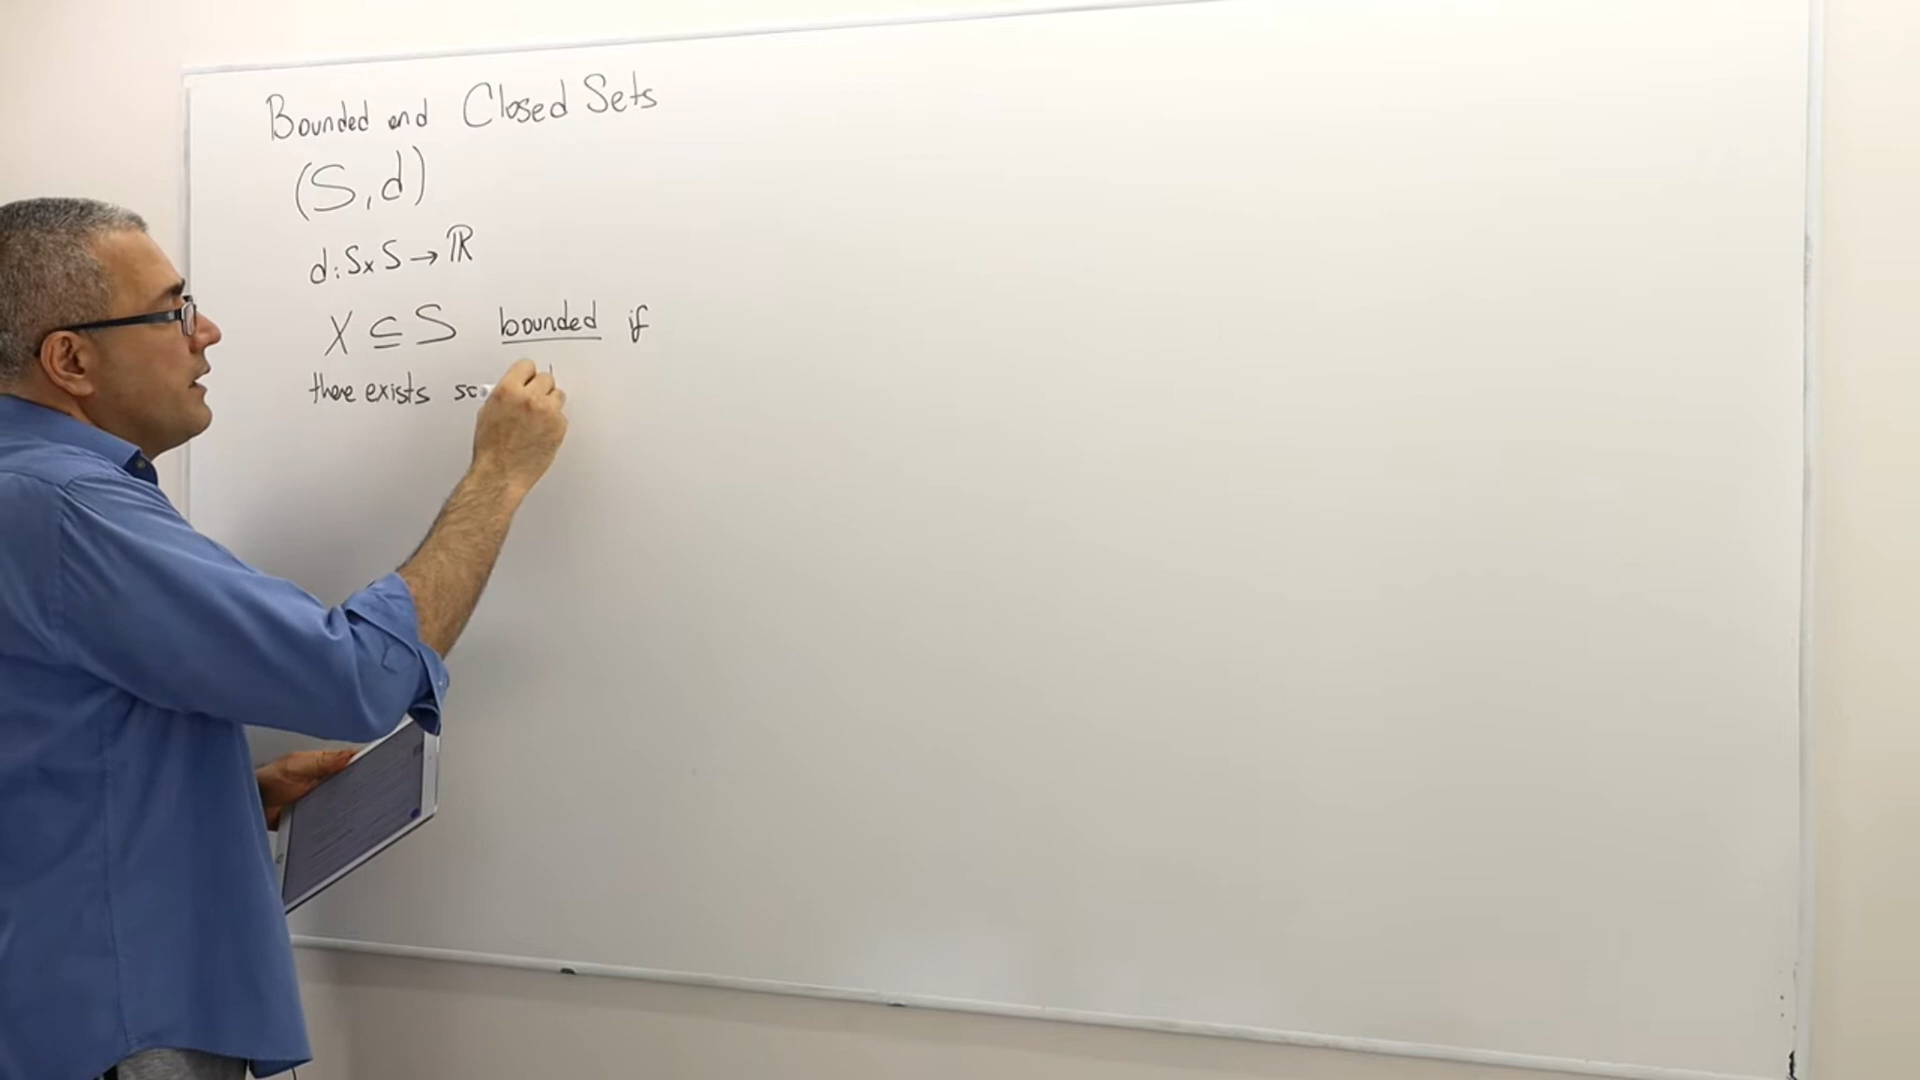 Bounded and Closed Sets
(S, d)
d: S x S → ℝ
X ⊆ S bounded if
there exists